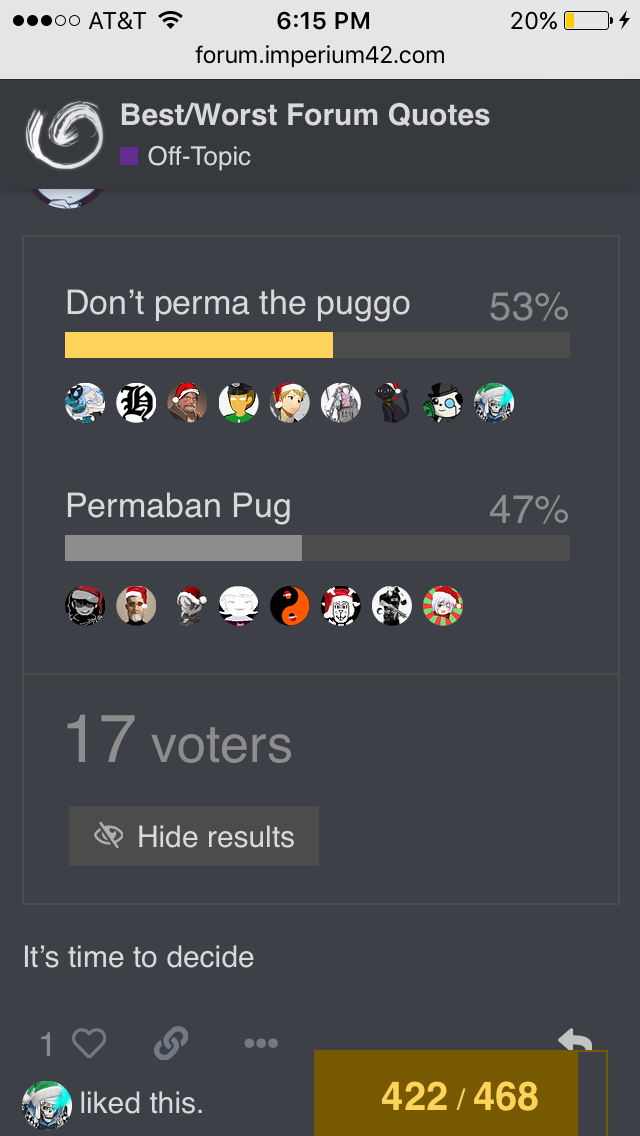 AT&T 6:15 PM 20%
forum.imperium42.com
Best/Worst Forum Quotes
Off-Topic
Don’t perma the puggo 53%
Permaban Pug 47%
17 voters
Hide results
It’s time to decide
1
liked this.
422 / 468